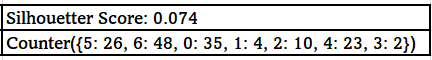 Silhouetter Score: 0.074
Counter({5: 26, 6: 48, 0: 35, 1: 4, 2: 10, 4: 23, 3: 2})